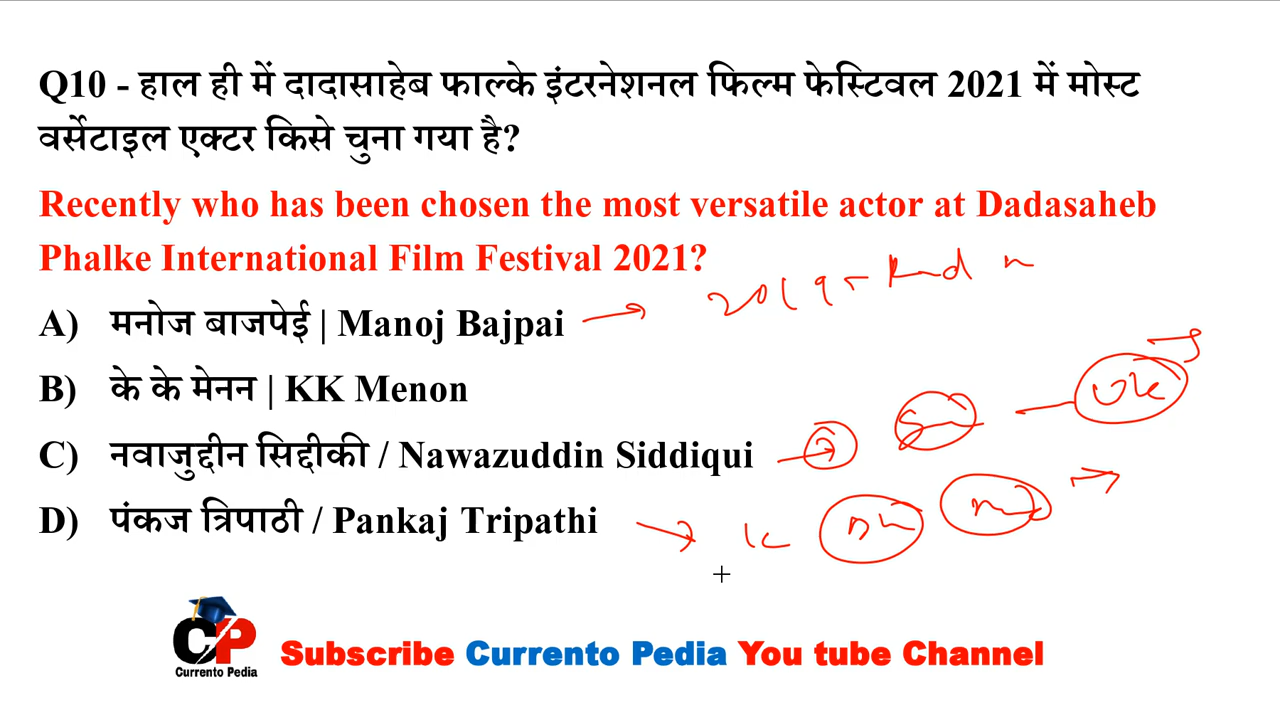 Q10 - हाल ही में दादासाहेब फाल्के इंटरनेशनल फिल्म फेस्टिवल 2021 में मोस्ट
वर्सेटाइल एक्टर किसे चुना गया है?
Recently who has been chosen the most versatile actor at Dadasaheb
Phalke International Film Festival 2021?
2019
A) मनोज बाजपेई | Manoj Bajpai
B) के के मेनन | KK Menon
C) नवाजुद्दीन सिद्दीकी / Nawazuddin Siddiqui
D) पंकज त्रिपाठी / Pankaj Tripathi
CP
Currento Pedia
Subscribe Currento Pedia You tube Channel